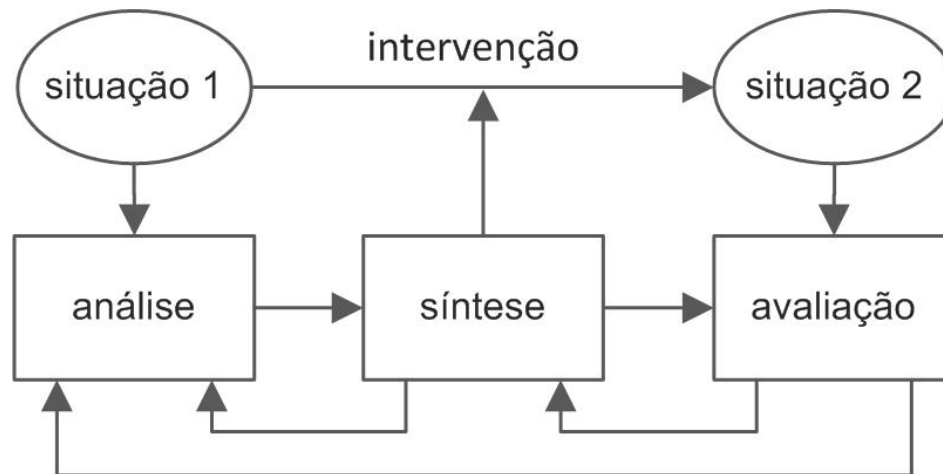 intervenção
situação 1
situação 2
análise
síntese
avaliação